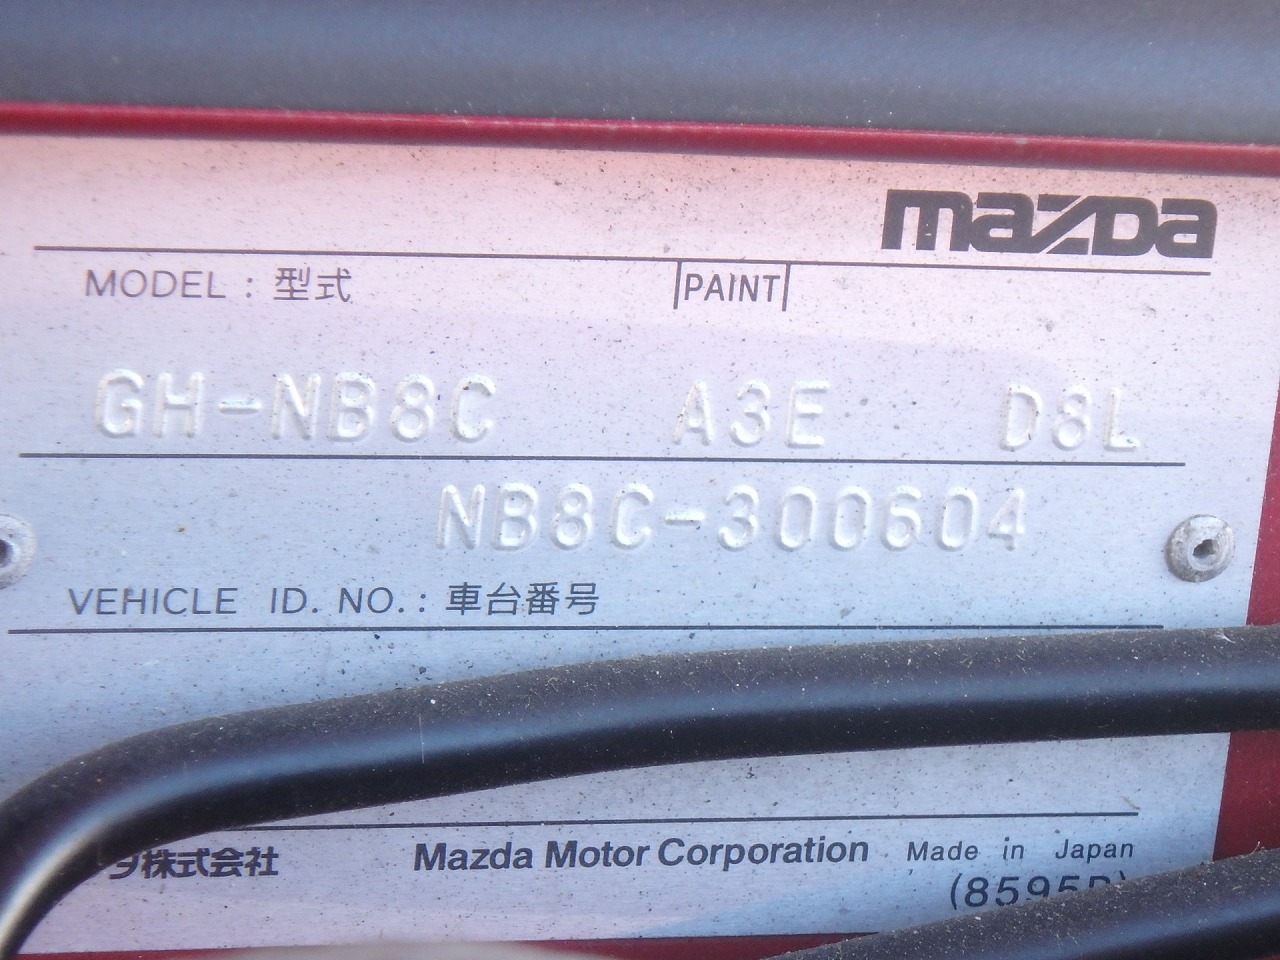 mazda
MODEL : 型式 PAINT
GH-NB8C A3E D8L
NB8C-300604
VEHICLE ID. NO. : 車台番号
株式会社 Mazda Motor Corporation Made in Japan